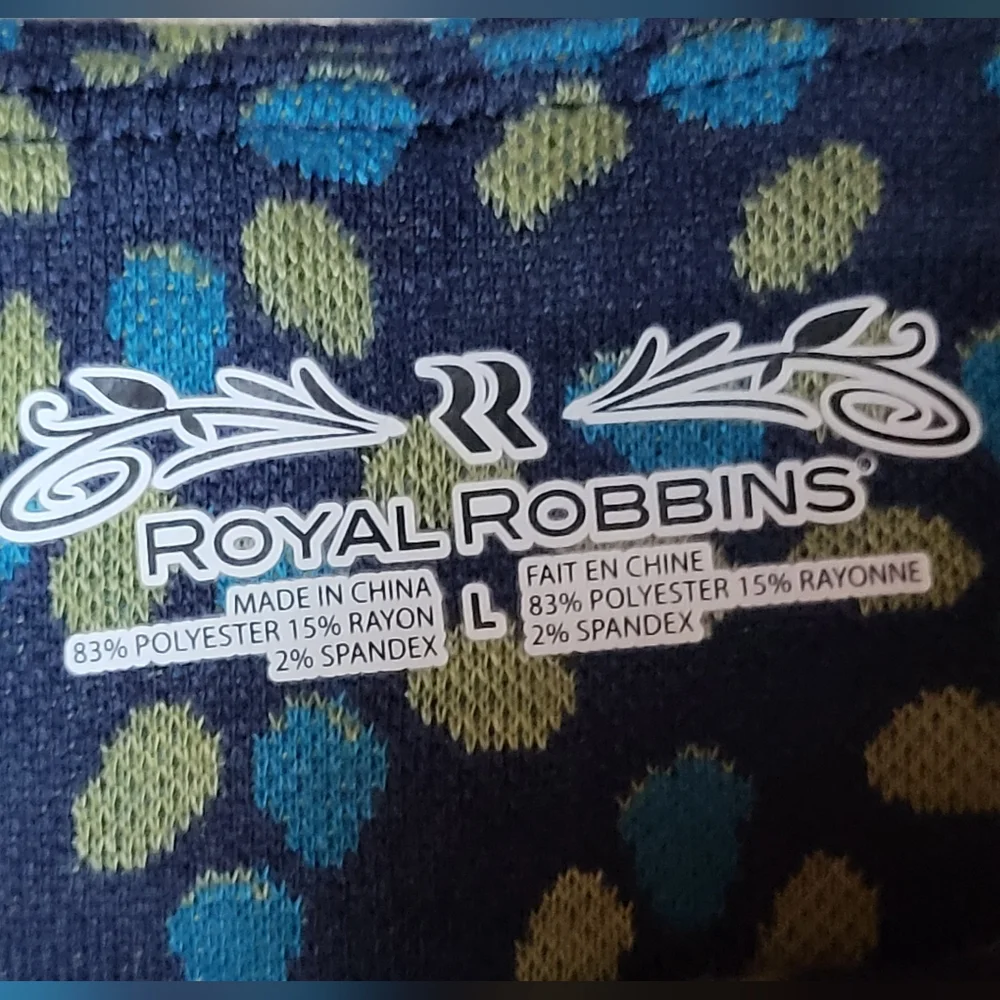 ROYAL ROBBINS®
MADE IN CHINA
83% POLYESTER 15% RAYON
2% SPANDEX
L
FAIT EN CHINE
83% POLYESTER 15% RAYONNE
2% SPANDEX